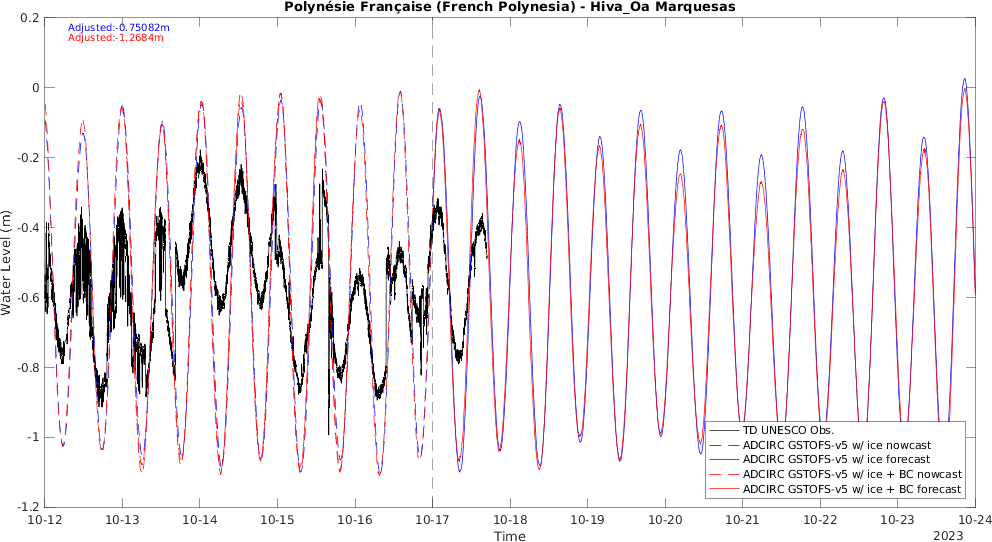 Polynésie Française (French Polynesia) - Hiva_Oa Marquesas
Adjusted:-0.75082m
Adjusted:-1.2684m
0.2
0
-0.2
-0.4
-0.6
-0.8
-1
-1.2
Water Level (m)
TD UNESCO Obs.
ADCIRC GSTOFS-v5 w/ ice nowcast
ADCIRC GSTOFS-v5 w/ ice forecast
ADCIRC GSTOFS-v5 w/ ice + BC nowcast
ADCIRC GSTOFS-v5 w/ ice + BC forecast
10-12 10-13 10-14 10-15 10-16 10-17 10-18 10-19 10-20 10-21 10-22 10-23 10-24
Time
2023